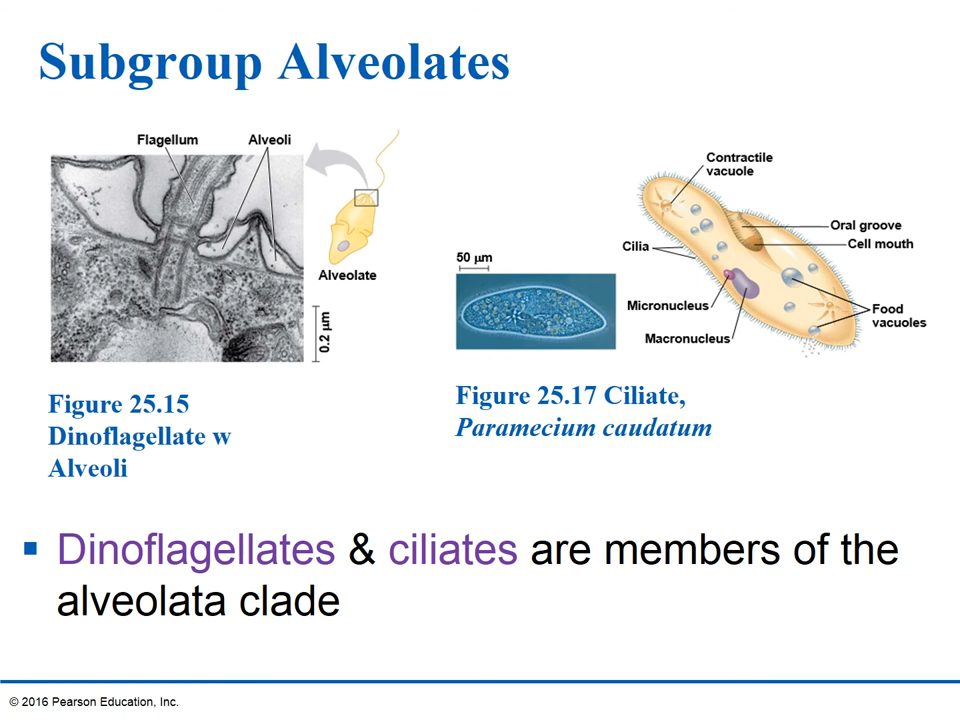 Subgroup Alveolates
Flagellum
Alveoli
Alveolate
0.2 μm
Figure 25.15
Dinoflagellate w
Alveoli
50 μm
Contractile
vacuole
Oral groove
Cell mouth
Cilia
Micronucleus
Macronucleus
Food
vacuoles
Figure 25.17 Ciliate,
Paramecium caudatum
▪ Dinoflagellates & ciliates are members of the
alveolata clade
© 2016 Pearson Education, Inc.